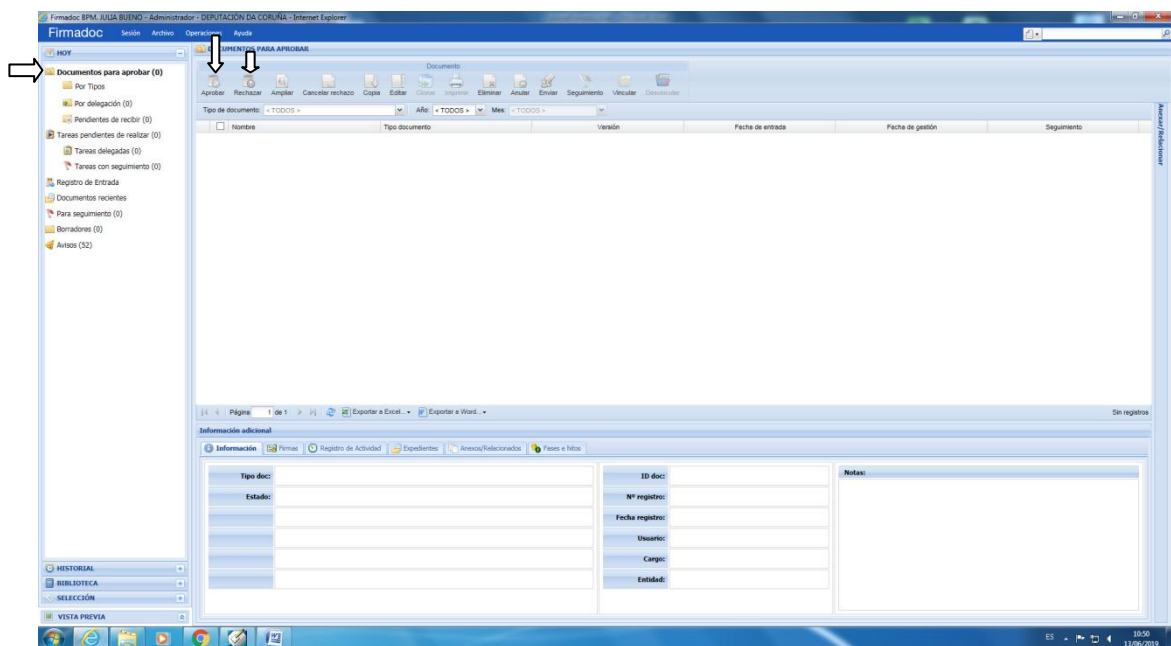 Firmadoc BPM. JULIA BUENO - Administrador - DEPUTACIÓN DA CORUÑA - Internet Explorer
Firmadoc Sesión Archivo Operaciones Ayuda
HOY
PARA APROBAR
Documentos para aprobar (0)
Por Tipos
Por delegación (0)
Pendientes de recibir (0)
Tareas pendientes de realizar (0)
Tareas delegadas (0)
Tareas con seguimiento (0)
Registro de Entrada
Documentos recientes
Para seguimiento (0)
Borradores (0)
Avisos (52)
Documento
Aprobar Rechazar Ampliar Cancelar rechazo Copia Editar Clonar Imprimir Eliminar Anular Enviar Seguimiento Vincular Desvincular
Tipo de documento: < TODOS > Año: < TODOS > Mes: < TODOS >
Nombre Tipo documento Versión Fecha de entrada Fecha de gestión Seguimiento
Anexar/Relacionar
Página 1 de 1 Exportar a Excel... Exportar a Word... Sin registros
Información adicional
Información Firmas Registro de Actividad Expedientes Anexos/Relacionados Fases e hitos
Tipo doc: ID doc: Notas:
Estado: Nº registro:
Fecha registro:
Usuario:
Cargo:
Entidad:
HISTORIAL
BIBLIOTECA
SELECCIÓN
VISTA PREVIA
ES 10:50
13/06/2019